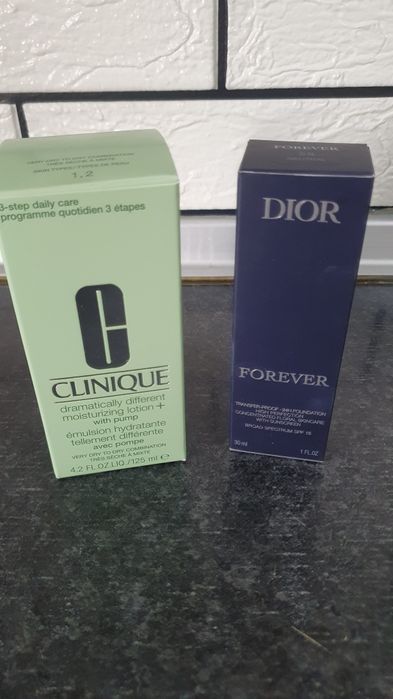 VERY DRY TO DRY COMBINATION
TRÈS SÈCHE À MIXTE
SKIN TYPES/TYPES DE PEAU
1, 2
3-step daily care
programme quotidien 3 étapes
CLINIQUE
dramatically different
moisturizing lotion+
with pump
émulsion hydratante
tellement différente
avec pompe
VERY DRY TO DRY COMBINATION
TRÈS SÈCHE À MIXTE
4.2 FL.OZ.LIQ / 125 ml e
FOREVER
DIOR
FOREVER
TRANSFER-PROOF · 24H FOUNDATION
HIGH PERFECTION
CONCENTRATED FLORAL SKINCARE
WITH SUNSCREEN
BROAD SPECTRUM SPF 15
30 ml
1 FL.OZ